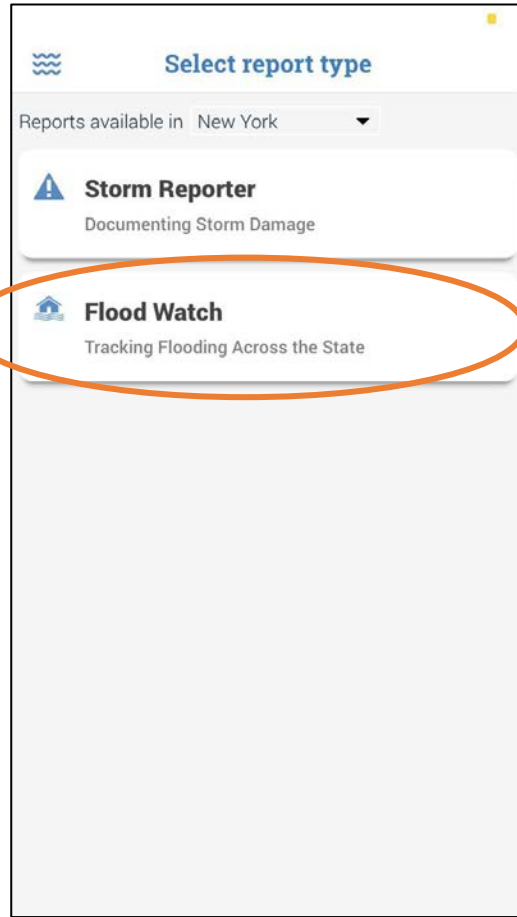 Select report type
Reports available in New York
Storm Reporter
Documenting Storm Damage
Flood Watch
Tracking Flooding Across the State